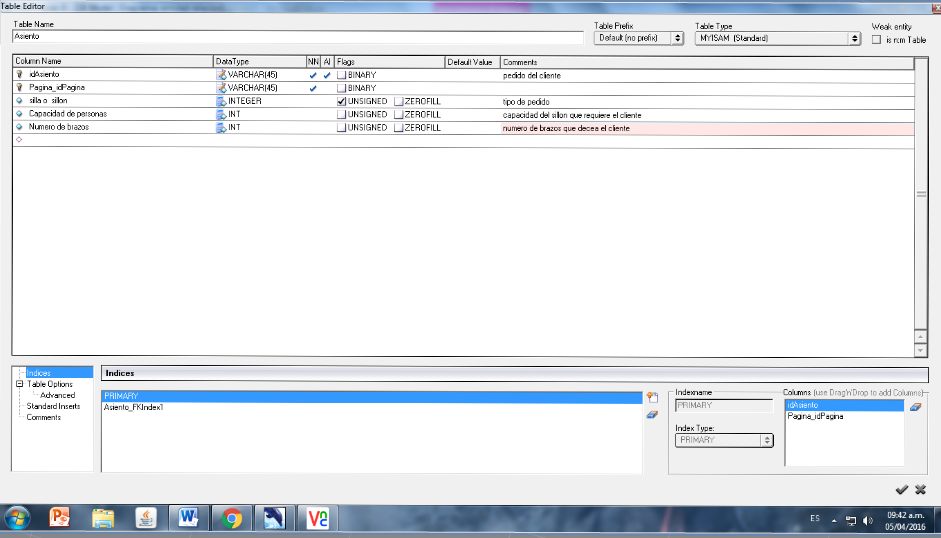 Table Editor
Table Name
Asiento
Table Prefix
Default (no prefix)
Table Type
MYISAM (Standard)
Weak entity
is n:m Table
Column Name DataType NN AI Flags Default Value Comments
idAsiento VARCHAR(45) BINARY pedido del cliente
Pagina_idPagina VARCHAR(45) BINARY
silla o sillon INTEGER UNSIGNED ZEROFILL tipo de pedido
Capacidad de personas INT UNSIGNED ZEROFILL capacidad del sillon que requiere el cliente
Numero de brazos INT UNSIGNED ZEROFILL numero de brazos que decea el cliente
Indices
Table Options
Advanced
Standard Inserts
Comments
Indices
PRIMARY
Asiento_FKIndex1
Indexname
PRIMARY
Index Type:
PRIMARY
Columns (use Drag'n'Drop to add Columns)
idAsiento
Pagina_idPagina
ES
09:42 a.m.
05/04/2016